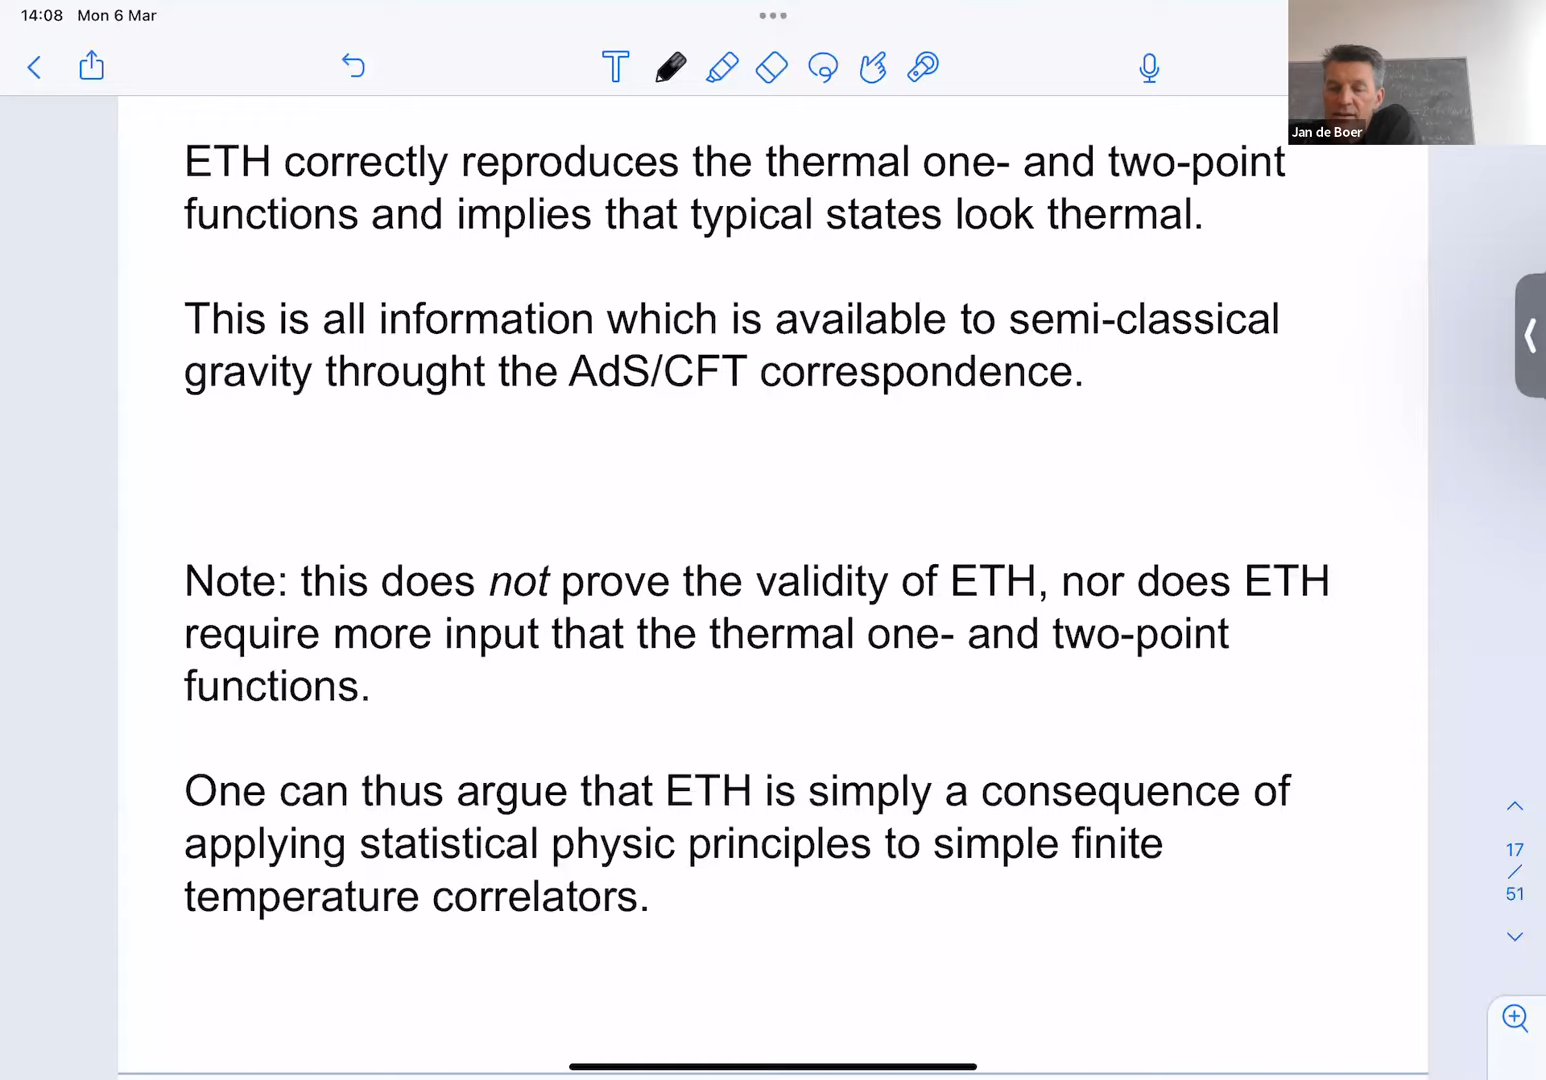 14:08 Mon 6 Mar
T
Jan de Boer
ETH correctly reproduces the thermal one- and two-point
functions and implies that typical states look thermal.
This is all information which is available to semi-classical
gravity throught the AdS/CFT correspondence.
Note: this does not prove the validity of ETH, nor does ETH
require more input that the thermal one- and two-point
functions.
One can thus argue that ETH is simply a consequence of
applying statistical physic principles to simple finite
temperature correlators.
17
/
51